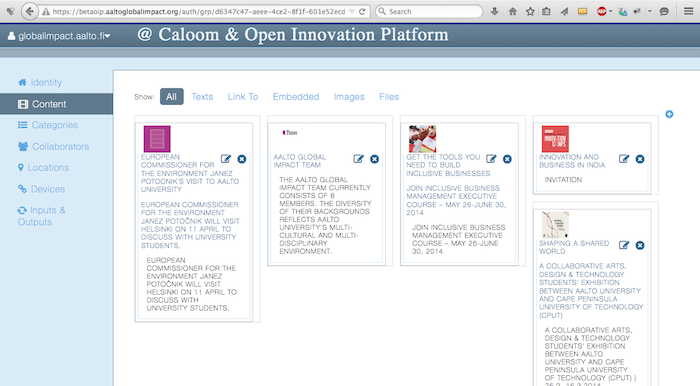 https://betaoip.aaltoglobalimpact.org/auth/grp/d6347c47-aeee-4ce2-8f1f-601e52ecd
Search
globalimpact.aalto.fi
@ Caloom & Open Innovation Platform
Identity
Content
Categories
Collaborators
Locations
Devices
Inputs &
Outputs
Show:
All
Texts
Link To
Embedded
Images
Files
EUROPEAN
COMMISSIONER FOR
THE ENVIRONMENT JANEZ
POTOČNIK'S VISIT TO AALTO
UNIVERSITY
EUROPEAN COMMISSIONER FOR
THE ENVIRONMENT JANEZ
POTOČNIK WILL VISIT
HELSINKI ON 11 APRIL TO
DISCUSS WITH UNIVERSITY
STUDENTS,
EUROPEAN
COMMISSIONER FOR THE
ENVIRONMENT JANEZ
POTOČNIK WILL VISIT
HELSINKI ON 11 APRIL TO
DISCUSS WITH
UNIVERSITY STUDENTS,
Team
AALTO GLOBAL
IMPACT TEAM
THE AALTO GLOBAL
IMPACT TEAM CURRENTLY
CONSISTS OF 6
MEMBERS. THE DIVERSITY
OF THEIR BACKGROUNDS
REFLECTS AALTO
UNIVERSITY'S MULTI-
CULTURAL AND MULTI-
DISCIPLINARY
ENVIRONMENT.
GET THE TOOLS YOU
NEED TO BUILD
INCLUSIVE BUSINESSES
JOIN INCLUSIVE BUSINESS
MANAGEMENT EXECUTIVE
COURSE – MAY 26-JUNE 30,
2014
JOIN INCLUSIVE BUSINESS
MANAGEMENT EXECUTIVE
COURSE – MAY 26-JUNE
30, 2014
INNOVATION AND
BUSINESS IN INDIA
INVITATION
SHAPING A SHARED
WORLD
A COLLABORATIVE ARTS,
DESIGN & TECHNOLOGY
STUDENTS' EXHIBITION
BETWEEN AALTO UNIVERSITY
AND CAPE PENINSULA
UNIVERSITY OF TECHNOLOGY
(CPUT)
A COLLABORATIVE ARTS,
DESIGN & TECHNOLOGY
STUDENTS' EXHIBITION
BETWEEN AALTO
UNIVERSITY AND CAPE
PENINSULA UNIVERSITY
OF TECHNOLOGY (CPUT) |